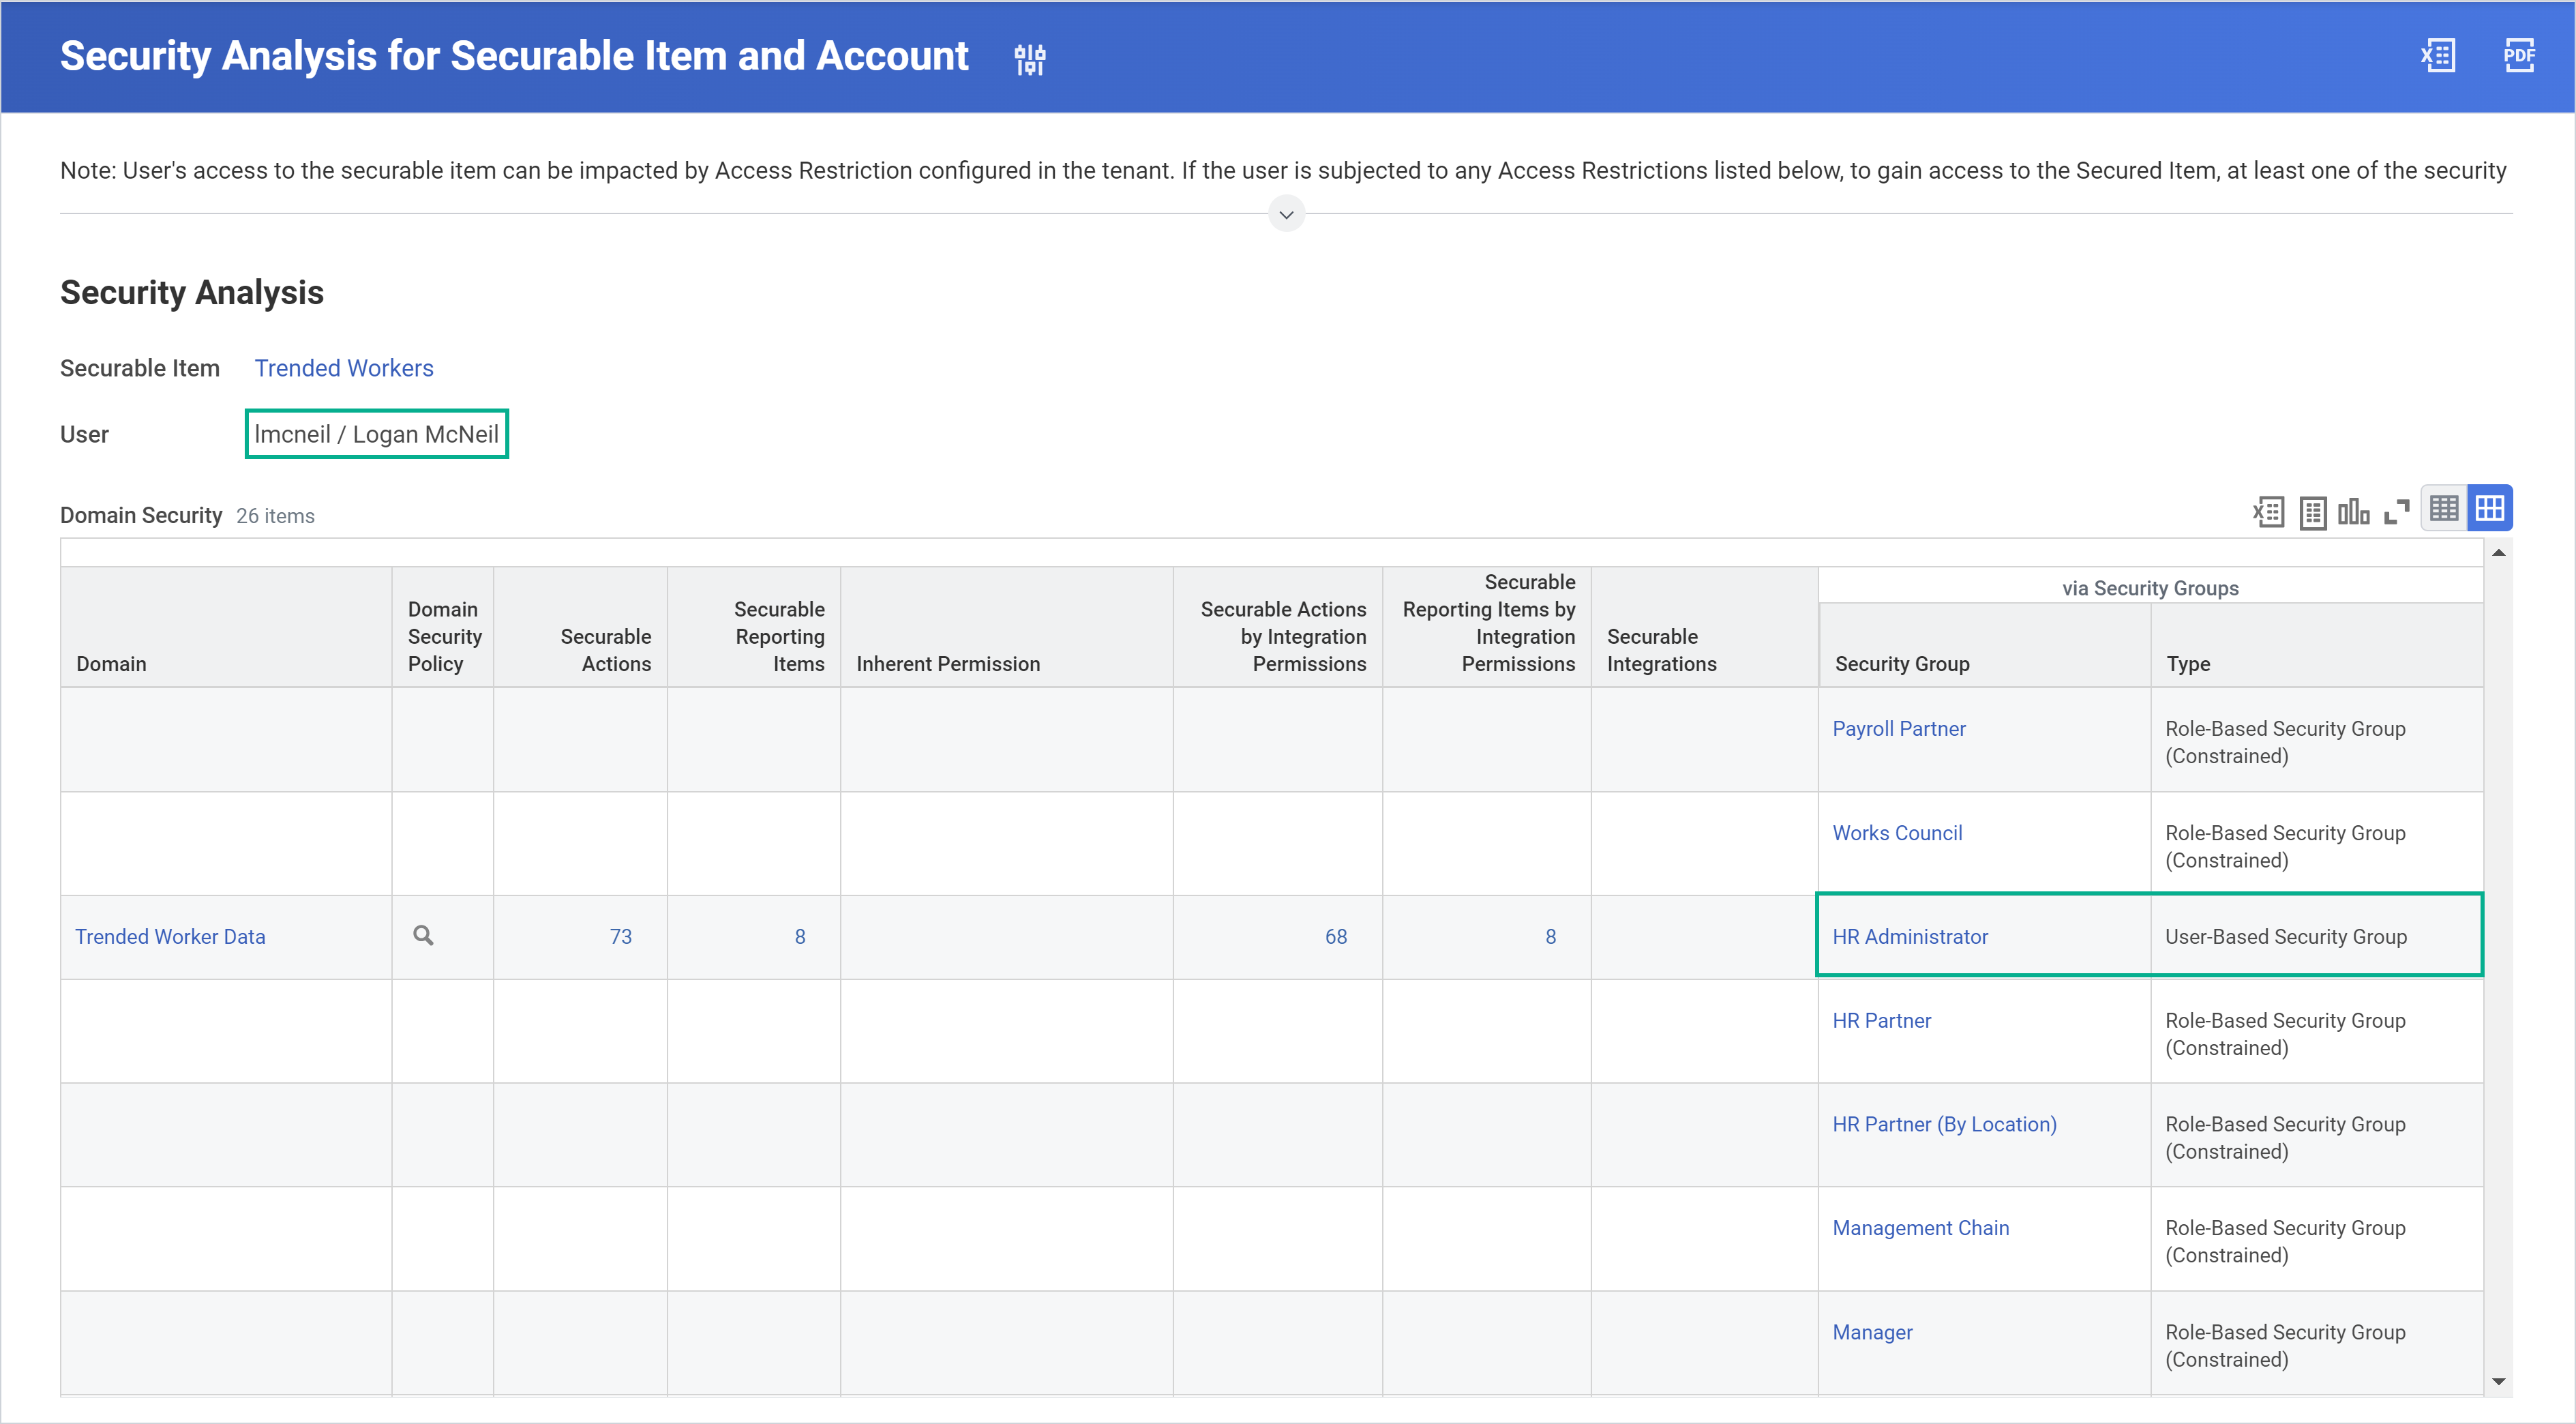 Security Analysis for Securable Item and Account
X
PDF
Note: User's access to the securable item can be impacted by Access Restriction configured in the tenant. If the user is subjected to any Access Restrictions listed below, to gain access to the Secured Item, at least one of the security
Security Analysis
Securable Item Trended Workers
User lmcneil / Logan McNeil
Domain Security 26 items
X
via Security Groups
Domain
Domain
Security
Policy
Securable
Actions
Securable
Reporting
Items
Inherent Permission
Securable Actions
by Integration
Permissions
Securable
Reporting Items by
Integration
Permissions
Securable
Integrations
Security Group
Type
Payroll Partner
Role-Based Security Group
(Constrained)
Works Council
Role-Based Security Group
(Constrained)
Trended Worker Data 73 8 68 8 HR Administrator User-Based Security Group
HR Partner
Role-Based Security Group
(Constrained)
HR Partner (By Location)
Role-Based Security Group
(Constrained)
Management Chain
Role-Based Security Group
(Constrained)
Manager
Role-Based Security Group
(Constrained)